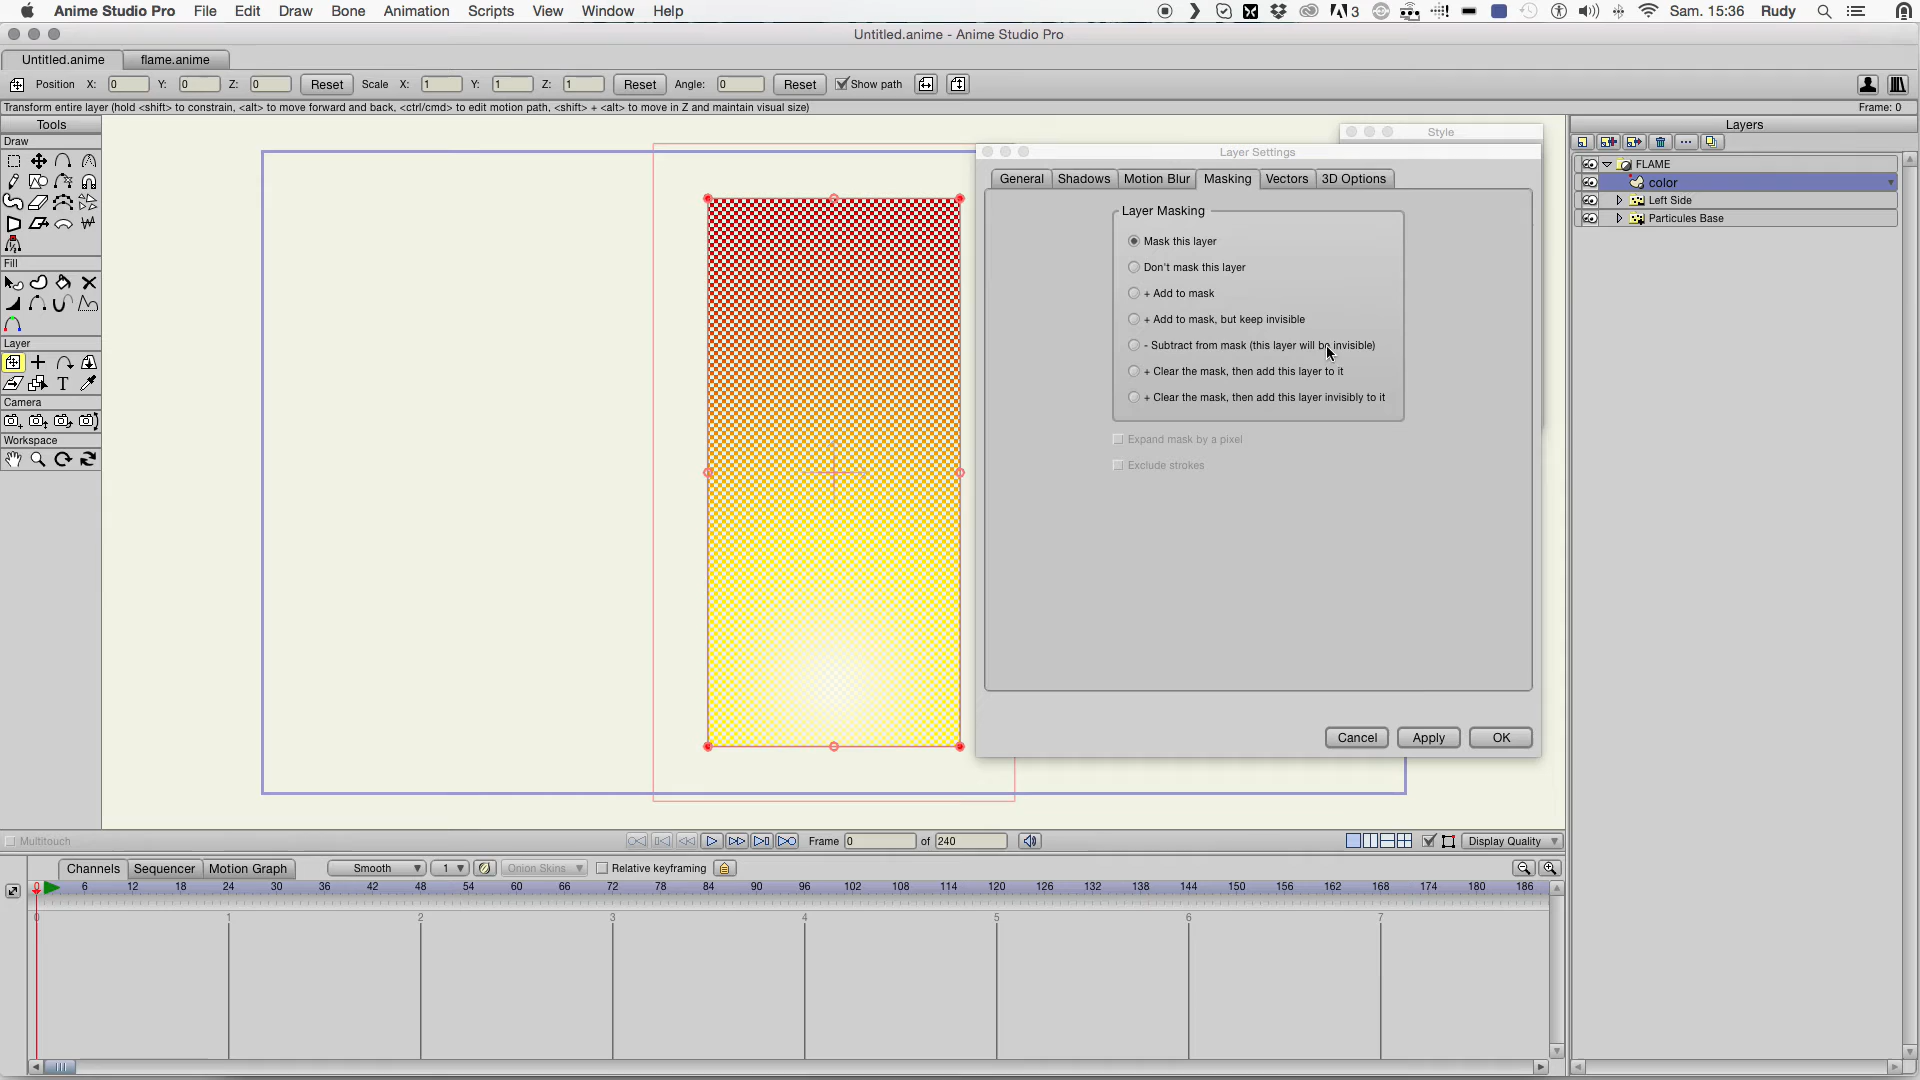 Anime Studio Pro File Edit Draw Bone Animation Scripts View Window Help 3 Sam. 15:36 Rudy
Untitled.anime - Anime Studio Pro
Untitled.anime flame.anime
Position X: 0 Y: 0 Z: 0 Reset Scale X: 1 Y: 1 Z: 1 Reset Angle: 0 Reset Show path
Transform entire layer (hold <shift> to constrain, <alt> to move forward and back, <ctrl/cmd> to edit motion path, <shift> + <alt> to move in Z and maintain visual size) Frame: 0
Tools
Draw
Fill
Layer
Camera
Workspace
Style
Layer Settings
General Shadows Motion Blur Masking Vectors 3D Options
Layer Masking
Mask this layer
Don't mask this layer
+ Add to mask
+ Add to mask, but keep invisible
- Subtract from mask (this layer will be invisible)
+ Clear the mask, then add this layer to it
+ Clear the mask, then add this layer invisibly to it
Expand mask by a pixel
Exclude strokes
Cancel Apply OK
Layers
FLAME
color
Left Side
Particules Base
Multitouch Frame 0 of 240 Display Quality
Channels Sequencer Motion Graph Smooth 1 Onion Skins Relative keyframing
0 6 12 18 24 30 36 42 48 54 60 66 72 78 84 90 96 102 108 114 120 126 132 138 144 150 156 162 168 174 180 186
0 1 2 3 4 5 6 7